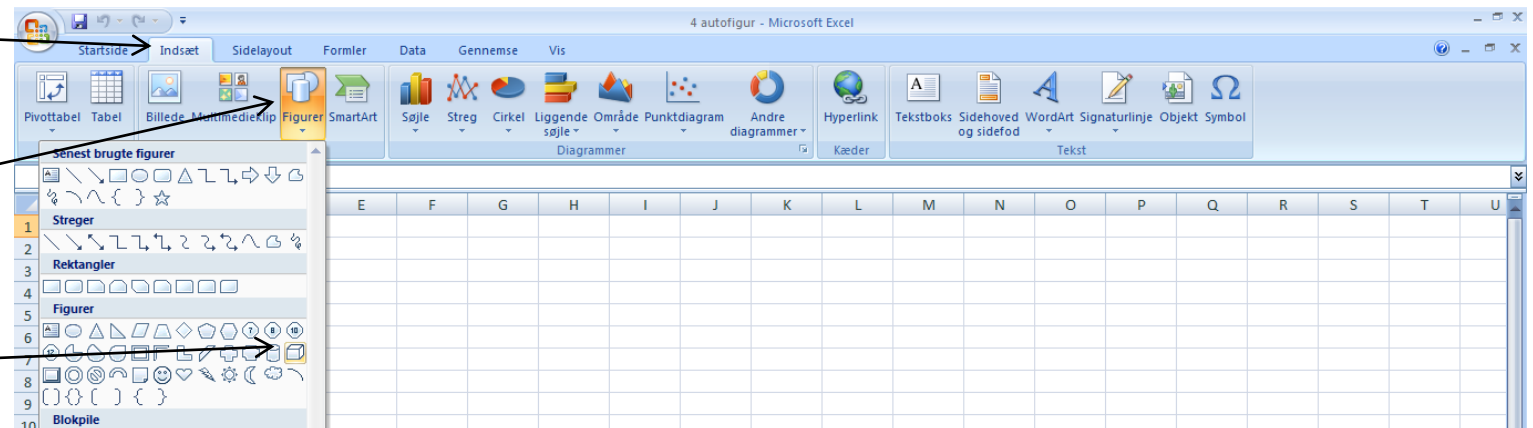 4 autofigur - Microsoft Excel
Startside Indsæt Sidelayout Formler Data Gennemse Vis
Pivottabel Tabel Billede Multimedieklip Figurer SmartArt Søjle Streg Cirkel Liggende søjle Område Punktdiagram Andre diagrammer Hyperlink Tekstboks Sidehoved og sidefod WordArt Signaturlinje Objekt Symbol
Diagrammer Kæder Tekst
Senest brugte figurer
E F G H I J K L M N O P Q R S T U
1
Streger
2
Rektangler
3
4
Figurer
5
6
7
8
9
Blokpile
10